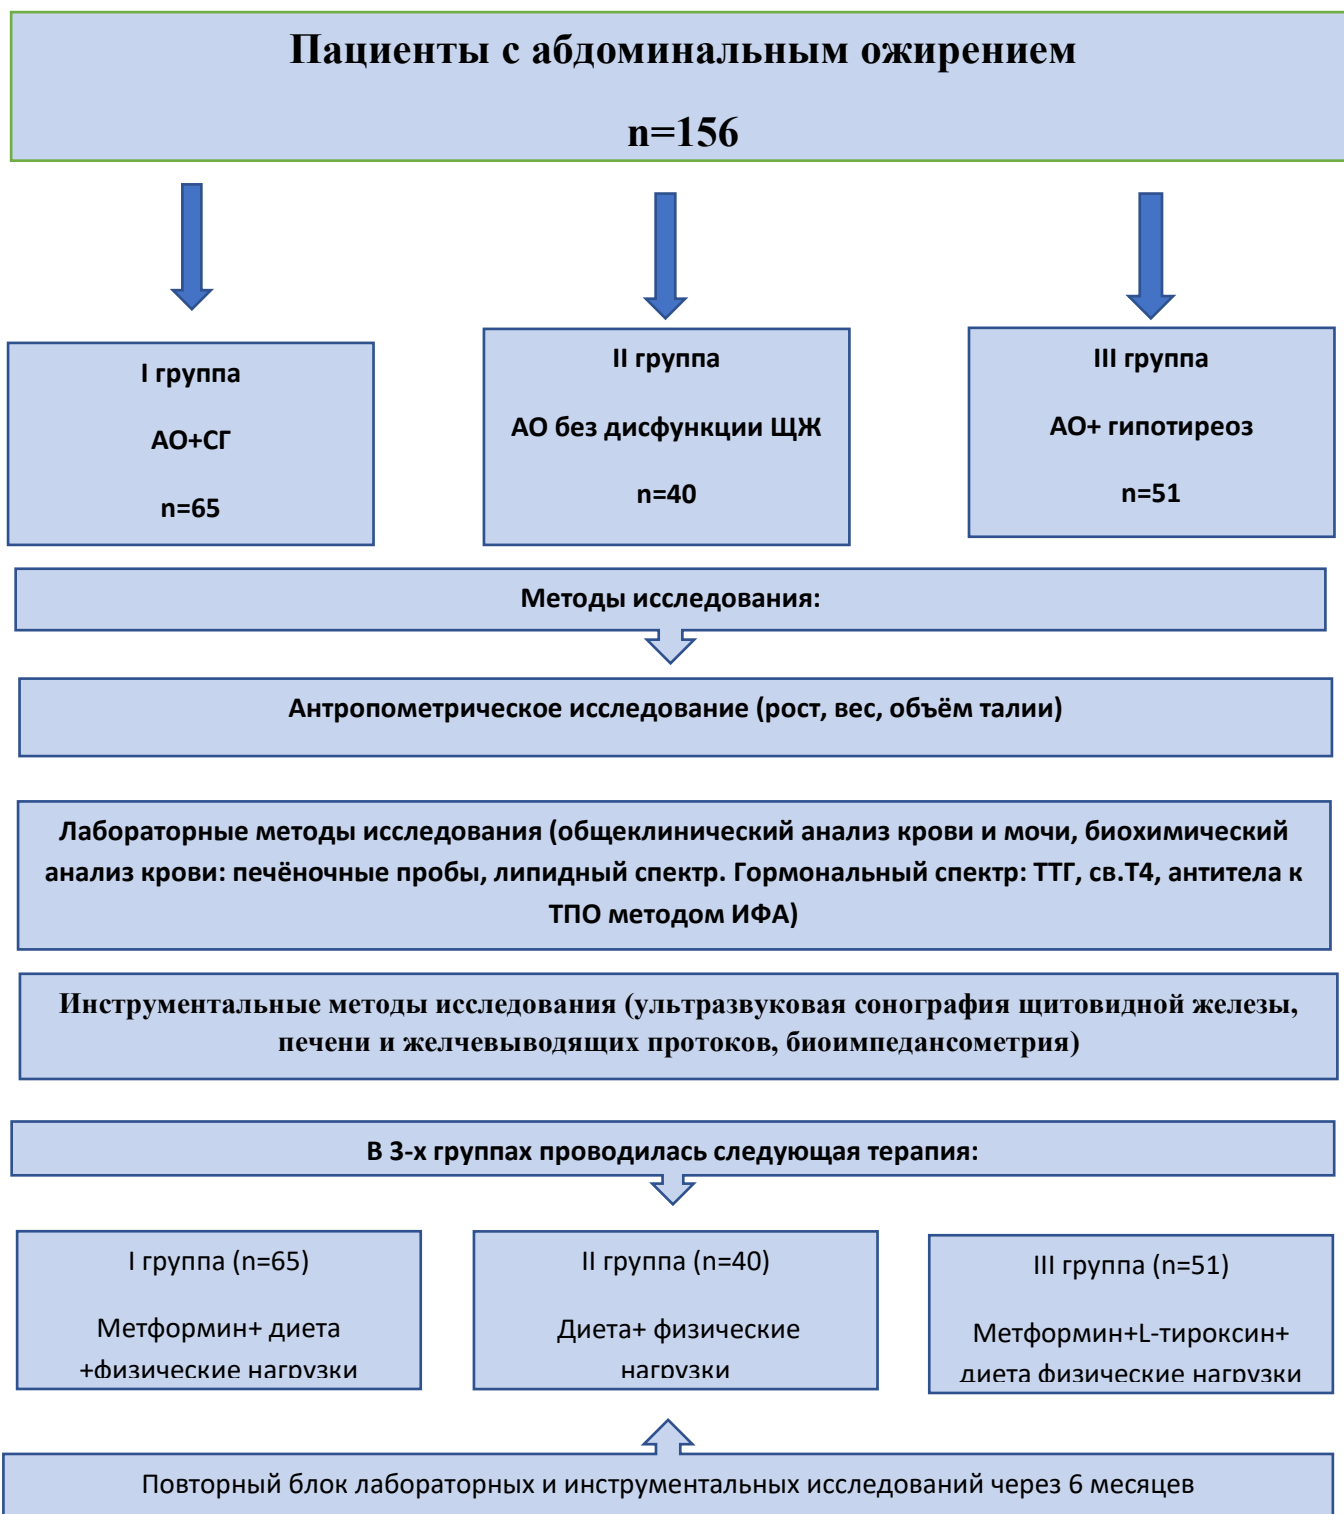 Пациенты с абдоминальным ожирением
n=156
I группа
АО+СГ
n=65
II группа
АО без дисфункции ЩЖ
n=40
III группа
АО+ гипотиреоз
n=51
Методы исследования:
Антропометрическое исследование (рост, вес, объём талии)
Лабораторные методы исследования (общеклинический анализ крови и мочи, биохимический
анализ крови: печёночные пробы, липидный спектр. Гормональный спектр: ТТГ, св.Т4, антитела к
ТПО методом ИФА)
Инструментальные методы исследования (ультразвуковая сонография щитовидной железы,
печени и желчевыводящих протоков, биоимпедансометрия)
В 3-х группах проводилась следующая терапия:
I группа (n=65)
Метформин+ диета
+физические нагрузки
II группа (n=40)
Диета+ физические
нагрузки
III группа (n=51)
Метформин+L-тироксин+
диета физические нагрузки
Повторный блок лабораторных и инструментальных исследований через 6 месяцев